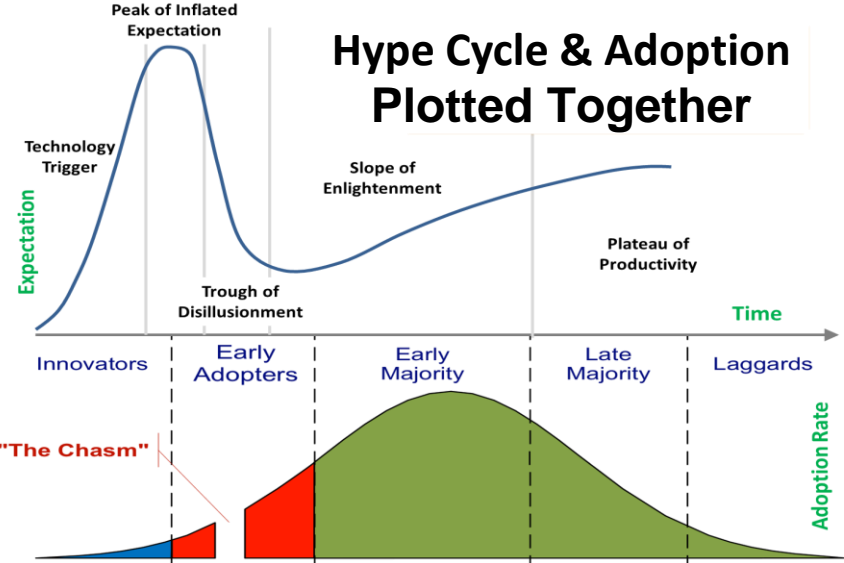 Peak of Inflated
Expectation
Hype Cycle & Adoption
Plotted Together
Technology
Trigger
Slope of
Enlightenment
Expectation
Plateau of
Productivity
Trough of
Disillusionment
Time
Innovators
Early
Adopters
Early
Majority
Late
Majority
Laggards
"The Chasm"
Adoption Rate